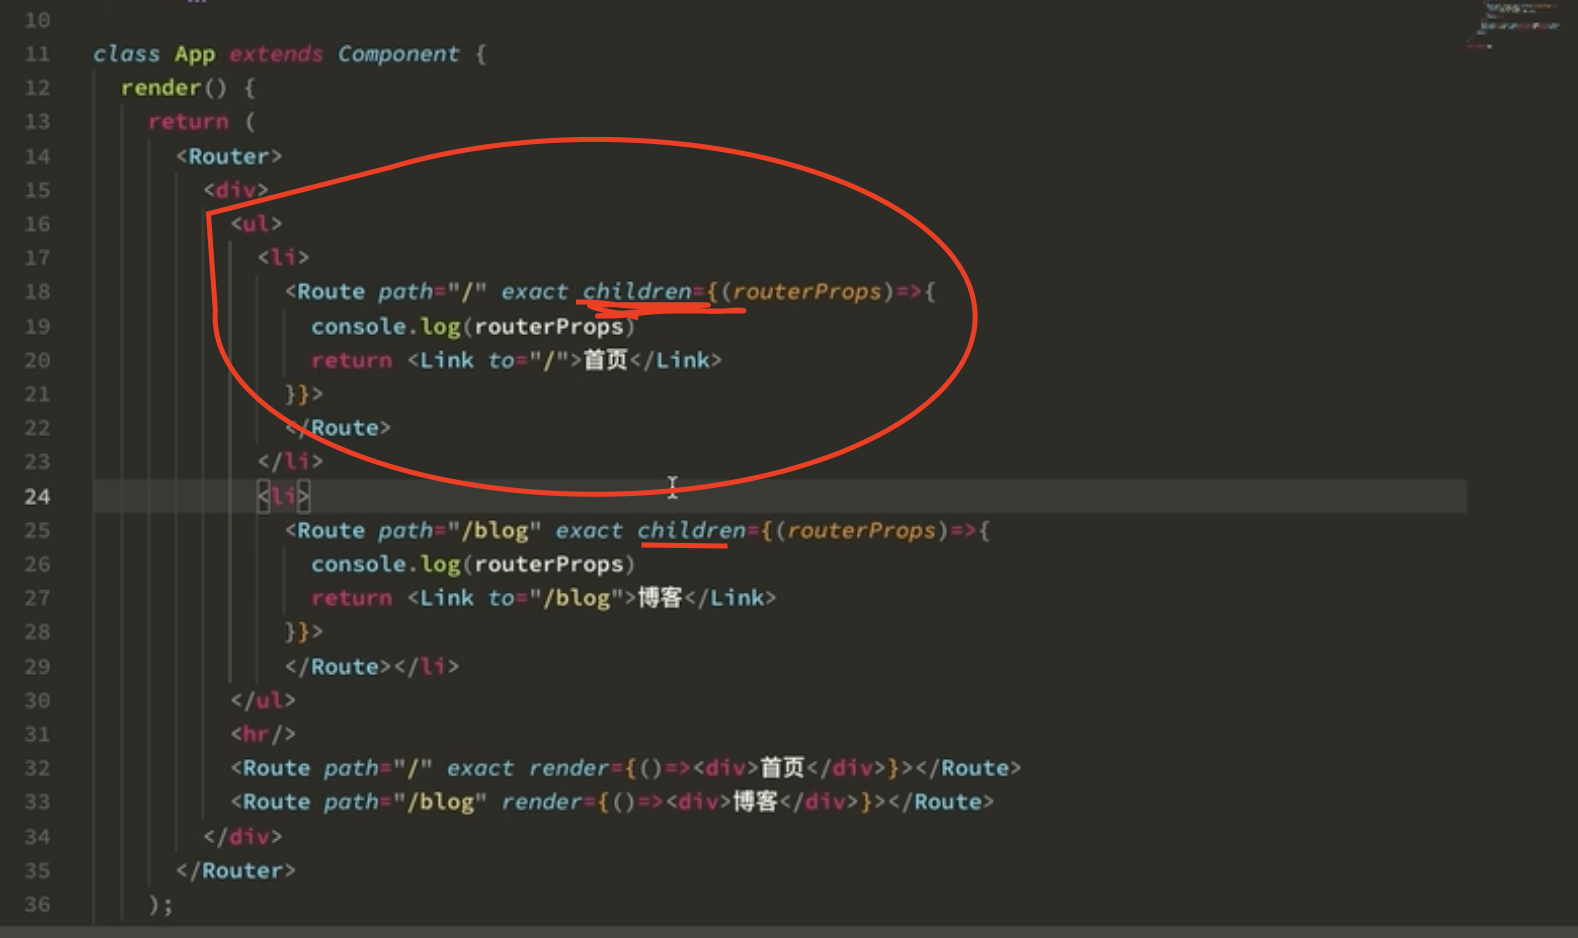 10
11 class App extends Component {
12 render() {
13 return (
14 <Router>
15 <div>
16 <ul>
17 <li>
18 <Route path="/" exact children={(routerProps)=>{
19 console.log(routerProps)
20 return <Link to="/">首页</Link>
21 }}>
22 </Route>
23 </li>
24 <li>
25 <Route path="/blog" exact children={(routerProps)=>{
26 console.log(routerProps)
27 return <Link to="/blog">博客</Link>
28 }}>
29 </Route></li>
30 </ul>
31 <hr/>
32 <Route path="/" exact render={()=><div>首页</div>}></Route>
33 <Route path="/blog" render={()=><div>博客</div>}></Route>
34 </div>
35 </Router>
36 );